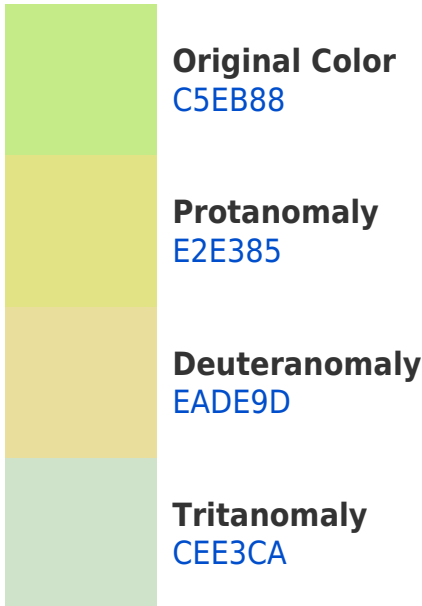 Original Color
C5EB88
Protanomaly
E2E385
Deuteranomaly
EADE9D
Tritanomaly
CEE3CA